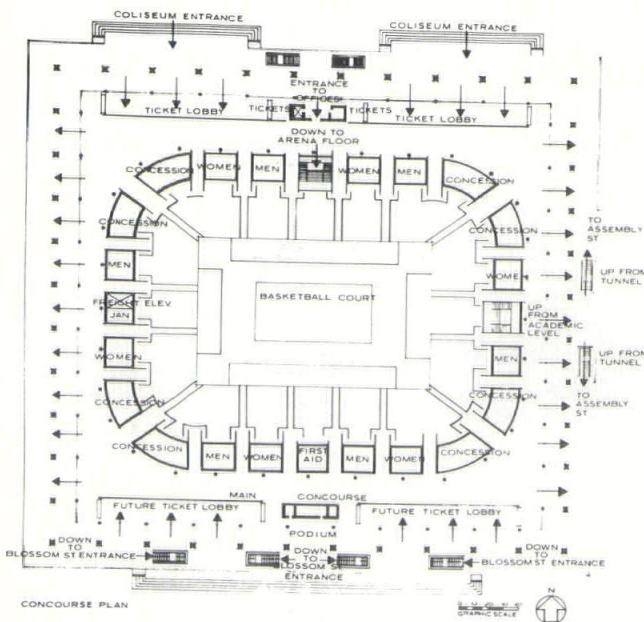 COLISEUM ENTRANCE
COLISEUM ENTRANCE
ENTRANCE
TO
OFFICES
TICKET LOBBY
TICKETS
TICKETS
TICKET LOBBY
DOWN TO
ARENA FLOOR
CONCESSION
WOMEN
MEN
WOMEN
MEN
CONCESSION
CONCESSION
CONCESSION
TO
ASSEMBLY
ST
MEN
WOMEN
UP FROM
TUNNEL
FREIGHT ELEV.
JAN
BASKETBALL COURT
UP
FROM
ACADEMIC
LEVEL
WOMEN
MEN
UP FROM
TUNNEL
CONCESSION
CONCESSION
TO
ASSEMBLY
ST
CONCESSION
MEN
WOMEN
FIRST
AID
MEN
WOMEN
CONCESSION
MAIN CONCOURSE
FUTURE TICKET LOBBY
FUTURE TICKET LOBBY
PODIUM
DOWN
TO
BLOSSOM ST ENTRANCE
DOWN
TO
BLOSSOM ST
ENTRANCE
DOWN
TO
BLOSSOM ST ENTRANCE
CONCOURSE PLAN
GRAPHIC SCALE
N